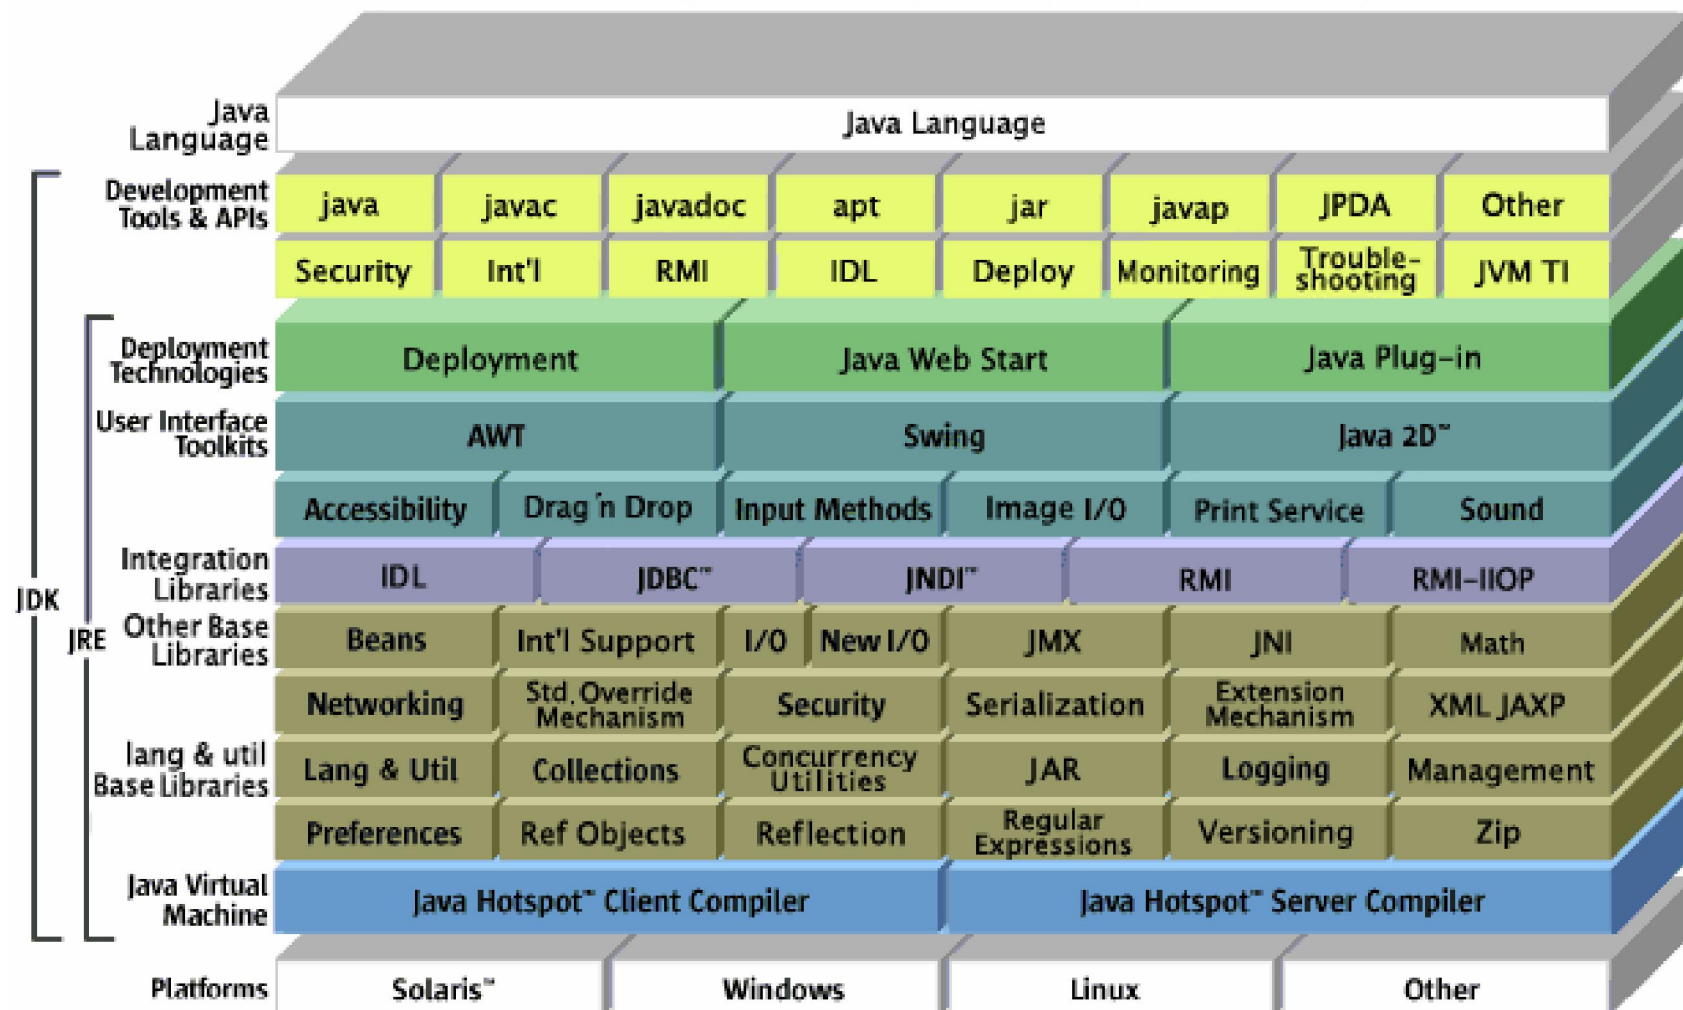 Java
Language
Java Language
Development
Tools & APIs
java javac javadoc apt jar javap JPDA Other
Security Int'l RMI IDL Deploy Monitoring Trouble-
shooting JVM TI
Deployment
Technologies
Deployment Java Web Start Java Plug-in
User Interface
Toolkits
AWT Swing Java 2D™
Accessibility Drag 'n Drop Input Methods Image I/O Print Service Sound
Integration
Libraries
IDL JDBC™ JNDI™ RMI RMI-IIOP
JDK
JRE
Other Base
Libraries
Beans Int'l Support I/O New I/O JMX JNI Math
Networking Std. Override
Mechanism Security Serialization Extension
Mechanism XML JAXP
lang & util
Base Libraries
Lang & Util Collections Concurrency
Utilities JAR Logging Management
Preferences Ref Objects Reflection Regular
Expressions Versioning Zip
Java Virtual
Machine
Java Hotspot™ Client Compiler Java Hotspot™ Server Compiler
Platforms
Solaris™ Windows Linux Other